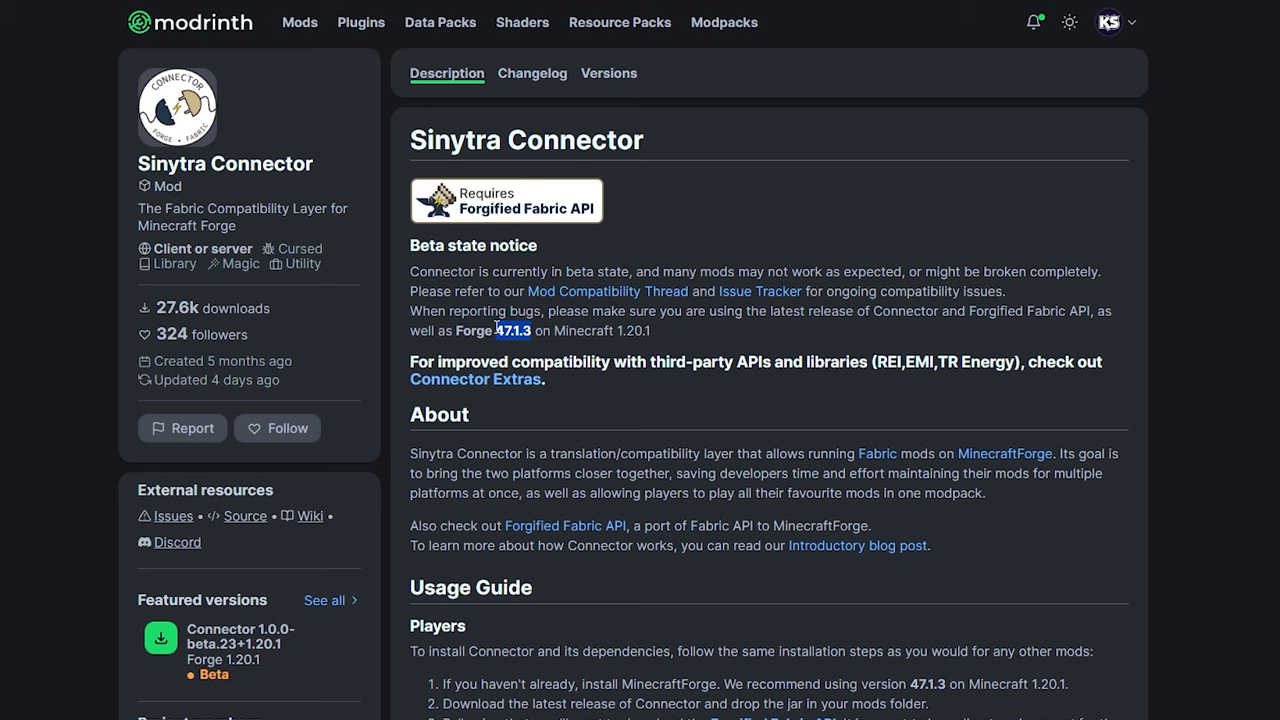 modrinth
Mods
Plugins
Data Packs
Shaders
Resource Packs
Modpacks
KS
CONNECTOR
FORGE • FABRIC
Sinytra Connector
Mod
The Fabric Compatibility Layer for
Minecraft Forge
Client or server Cursed
Library Magic Utility
27.6k downloads
324 followers
Created 5 months ago
Updated 4 days ago
Report
Follow
External resources
Issues • Source • Wiki •
Discord
Featured versions
See all
Connector 1.0.0-
beta.23+1.20.1
Forge 1.20.1
• Beta
Description
Changelog
Versions
Sinytra Connector
Requires
Forgified Fabric API
Beta state notice
Connector is currently in beta state, and many mods may not work as expected, or might be broken completely.
Please refer to our Mod Compatibility Thread and Issue Tracker for ongoing compatibility issues.
When reporting bugs, please make sure you are using the latest release of Connector and Forgified Fabric API, as
well as Forge 47.1.3 on Minecraft 1.20.1
For improved compatibility with third-party APIs and libraries (REI,EMI,TR Energy), check out
Connector Extras.
About
Sinytra Connector is a translation/compatibility layer that allows running Fabric mods on MinecraftForge. Its goal is
to bring the two platforms closer together, saving developers time and effort maintaining their mods for multiple
platforms at once, as well as allowing players to play all their favourite mods in one modpack.
Also check out Forgified Fabric API, a port of Fabric API to MinecraftForge.
To learn more about how Connector works, you can read our Introductory blog post.
Usage Guide
Players
To install Connector and its dependencies, follow the same installation steps as you would for any other mods:
1. If you haven't already, install MinecraftForge. We recommend using version 47.1.3 on Minecraft 1.20.1.
2. Download the latest release of Connector and drop the jar in your mods folder.